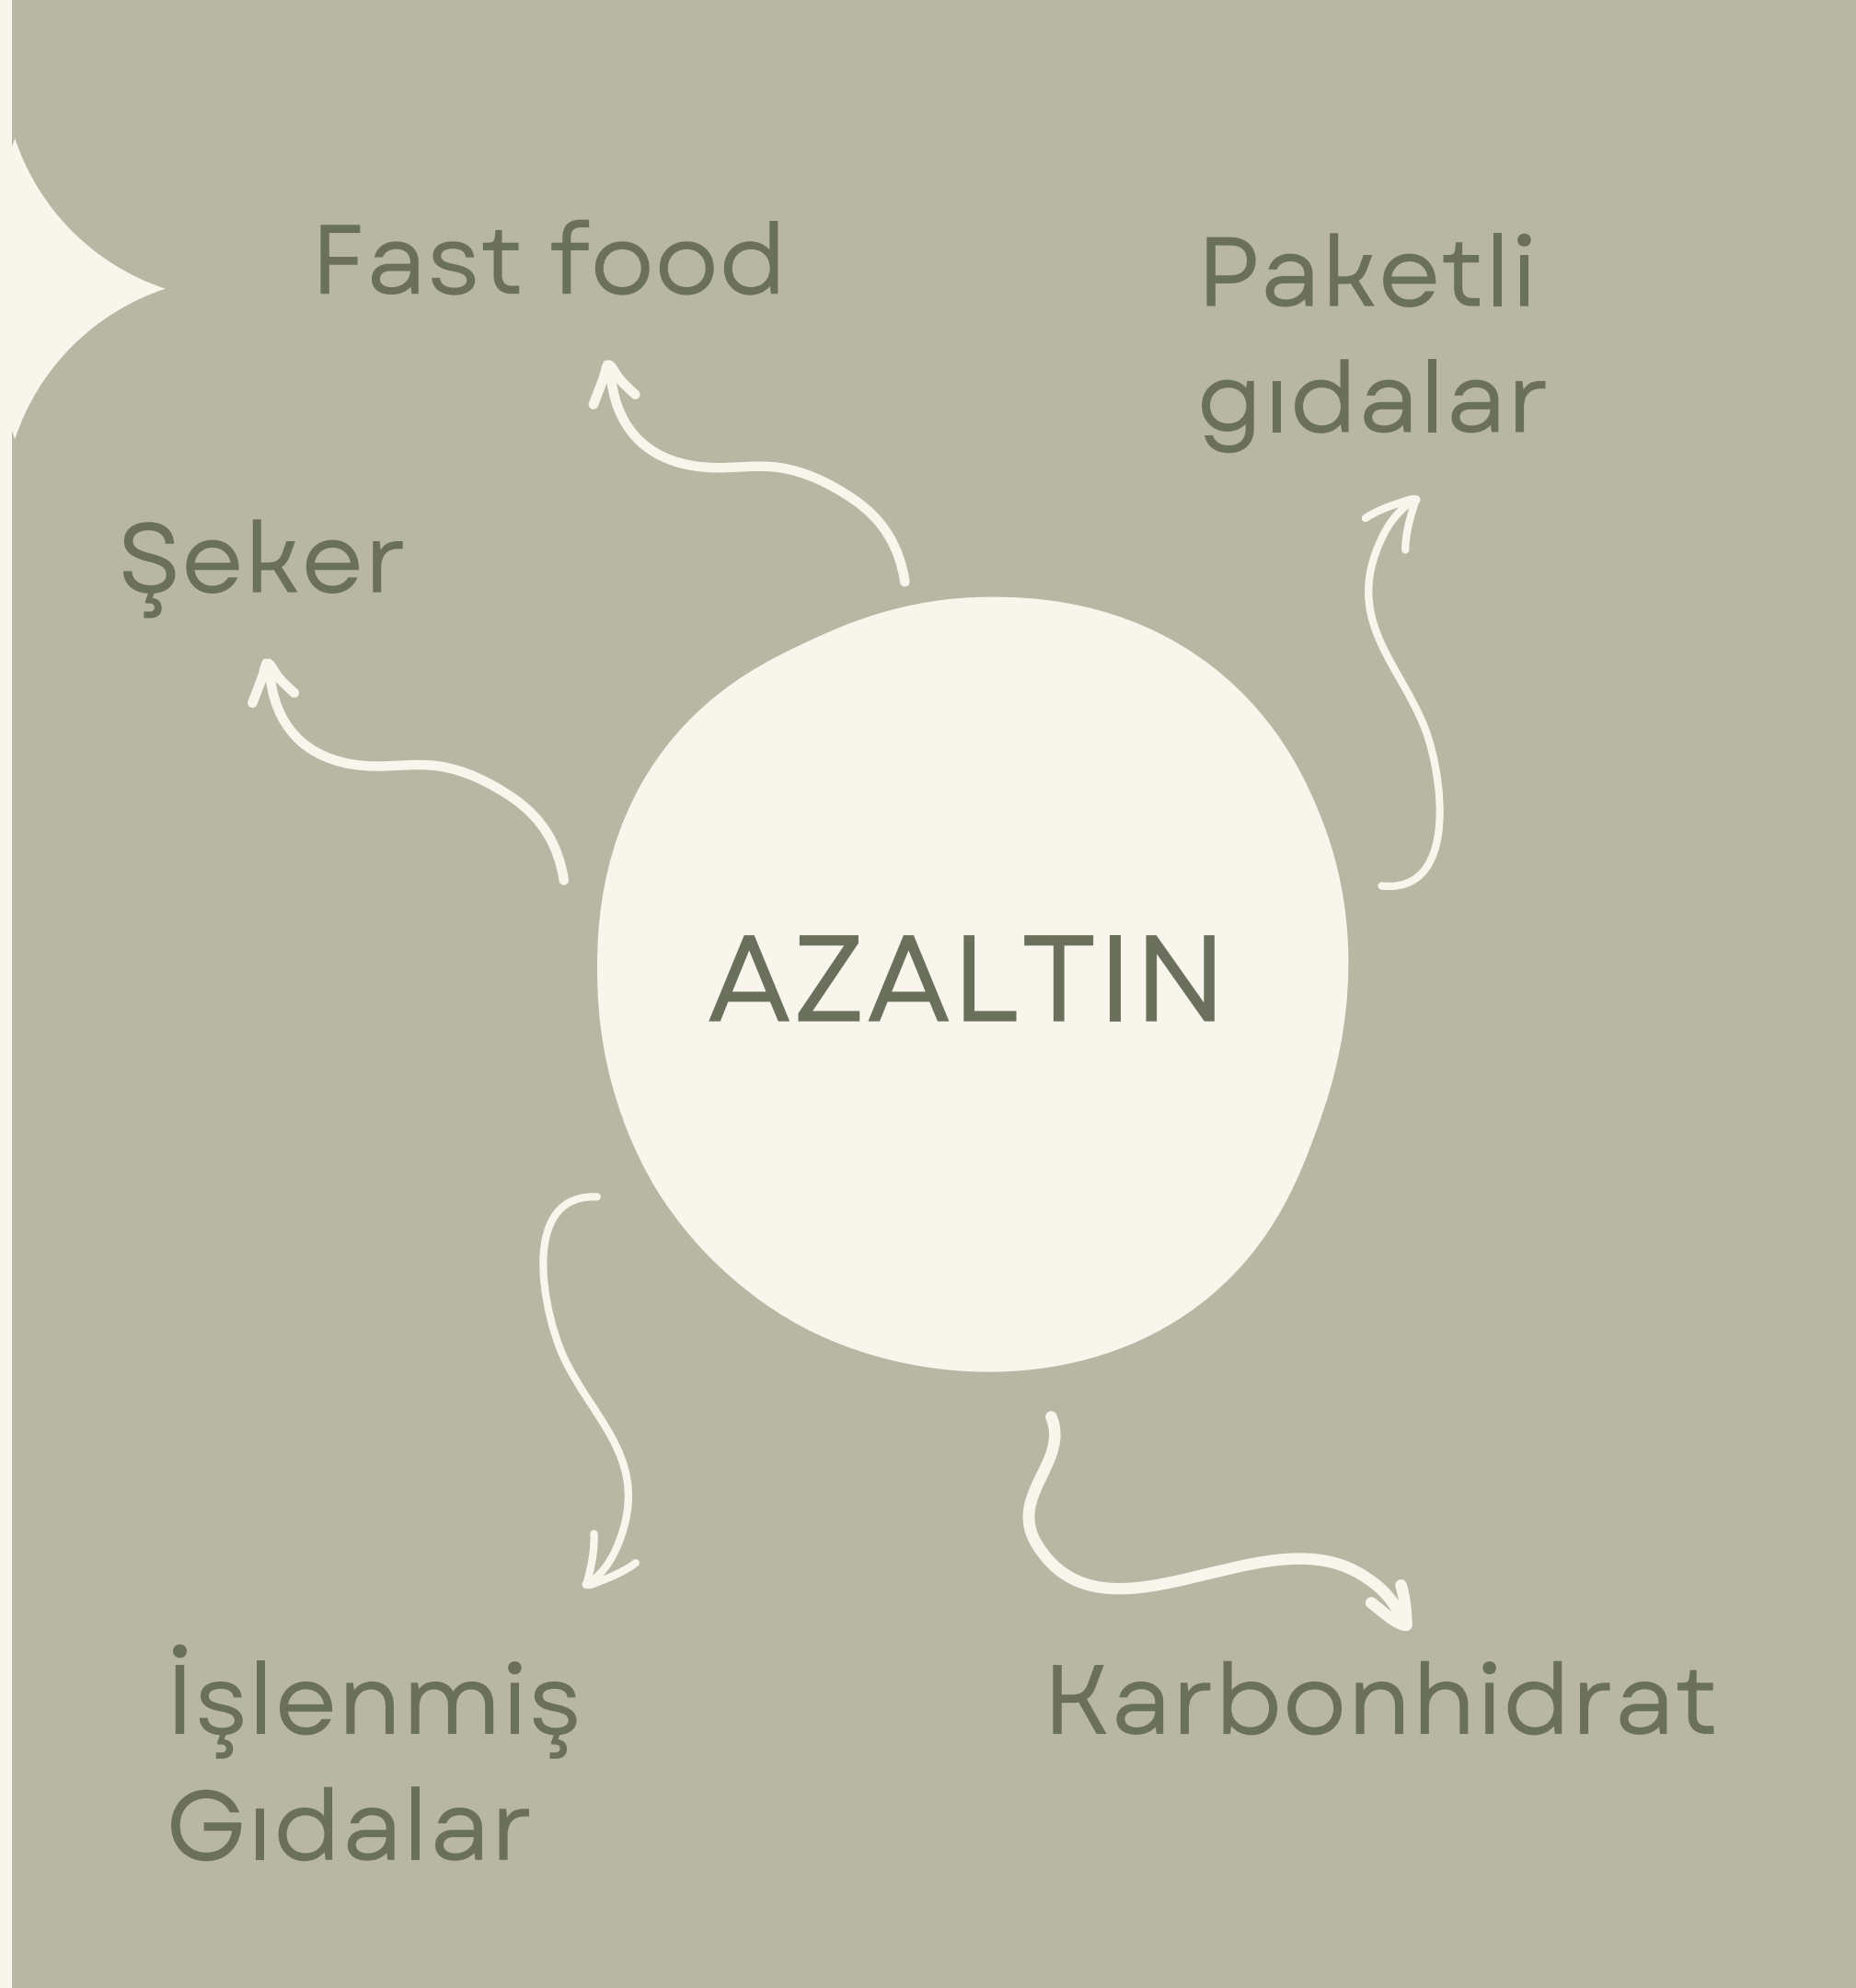 Fast food
Paketli
gıdalar
Şeker
AZALTIN
İşlenmiş
Gıdalar
Karbonhidrat